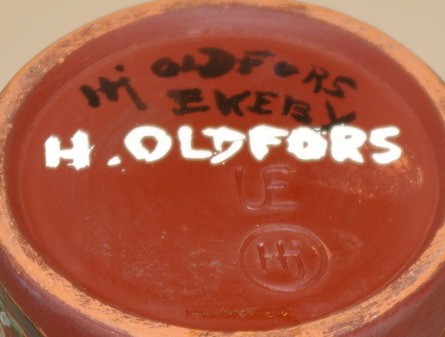 Hj OLDFORS
EKEBY
H. OLDFORS
UE
Hj